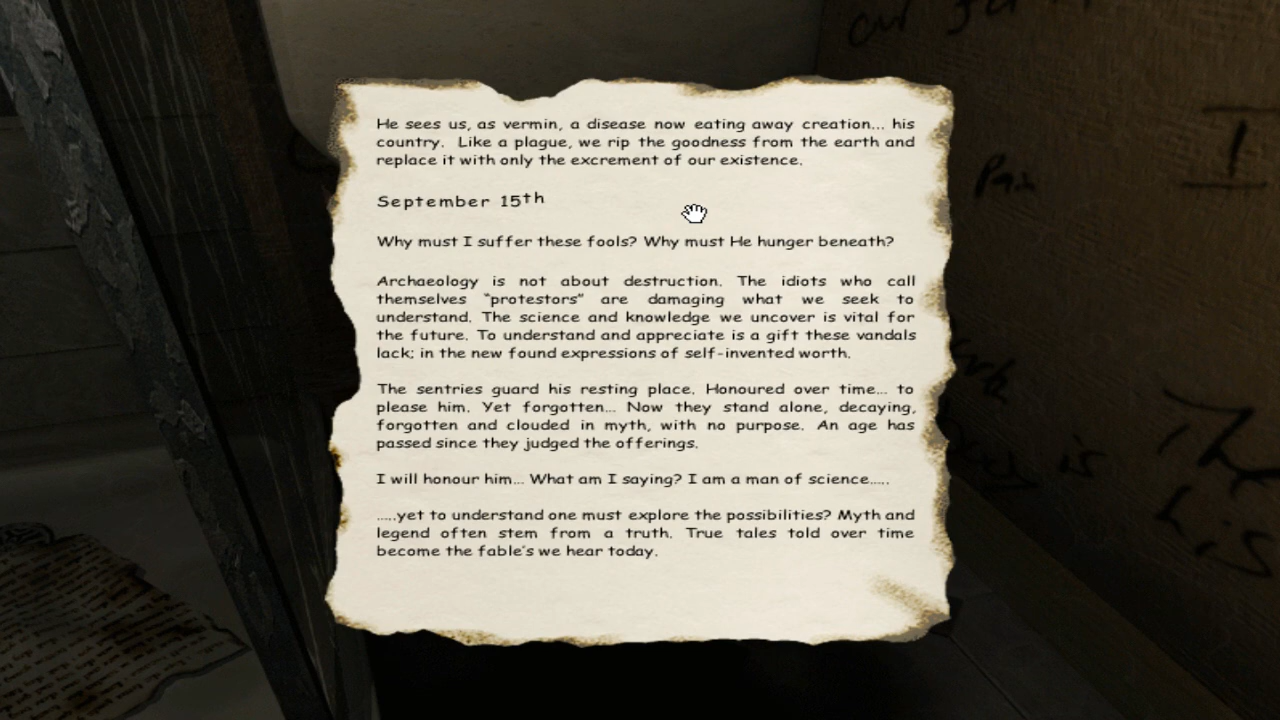 He sees us, as vermin, a disease now eating away creation... his
country. Like a plague, we rip the goodness from the earth and
replace it with only the excrement of our existence.
September 15th
Why must I suffer these fools? Why must He hunger beneath?
Archaeology is not about destruction. The idiots who call
themselves “protestors” are damaging what we seek to
understand. The science and knowledge we uncover is vital for
the future. To understand and appreciate is a gift these vandals
lack; in the new found expressions of self-invented worth.
The sentries guard his resting place. Honoured over time... to
please him. Yet forgotten... Now they stand alone, decaying,
forgotten and clouded in myth, with no purpose. An age has
passed since they judged the offerings.
I will honour him... What am I saying? I am a man of science.....
.....yet to understand one must explore the possibilities? Myth and
legend often stem from a truth. True tales told over time
become the fable's we hear today.
I
Pain
is
his